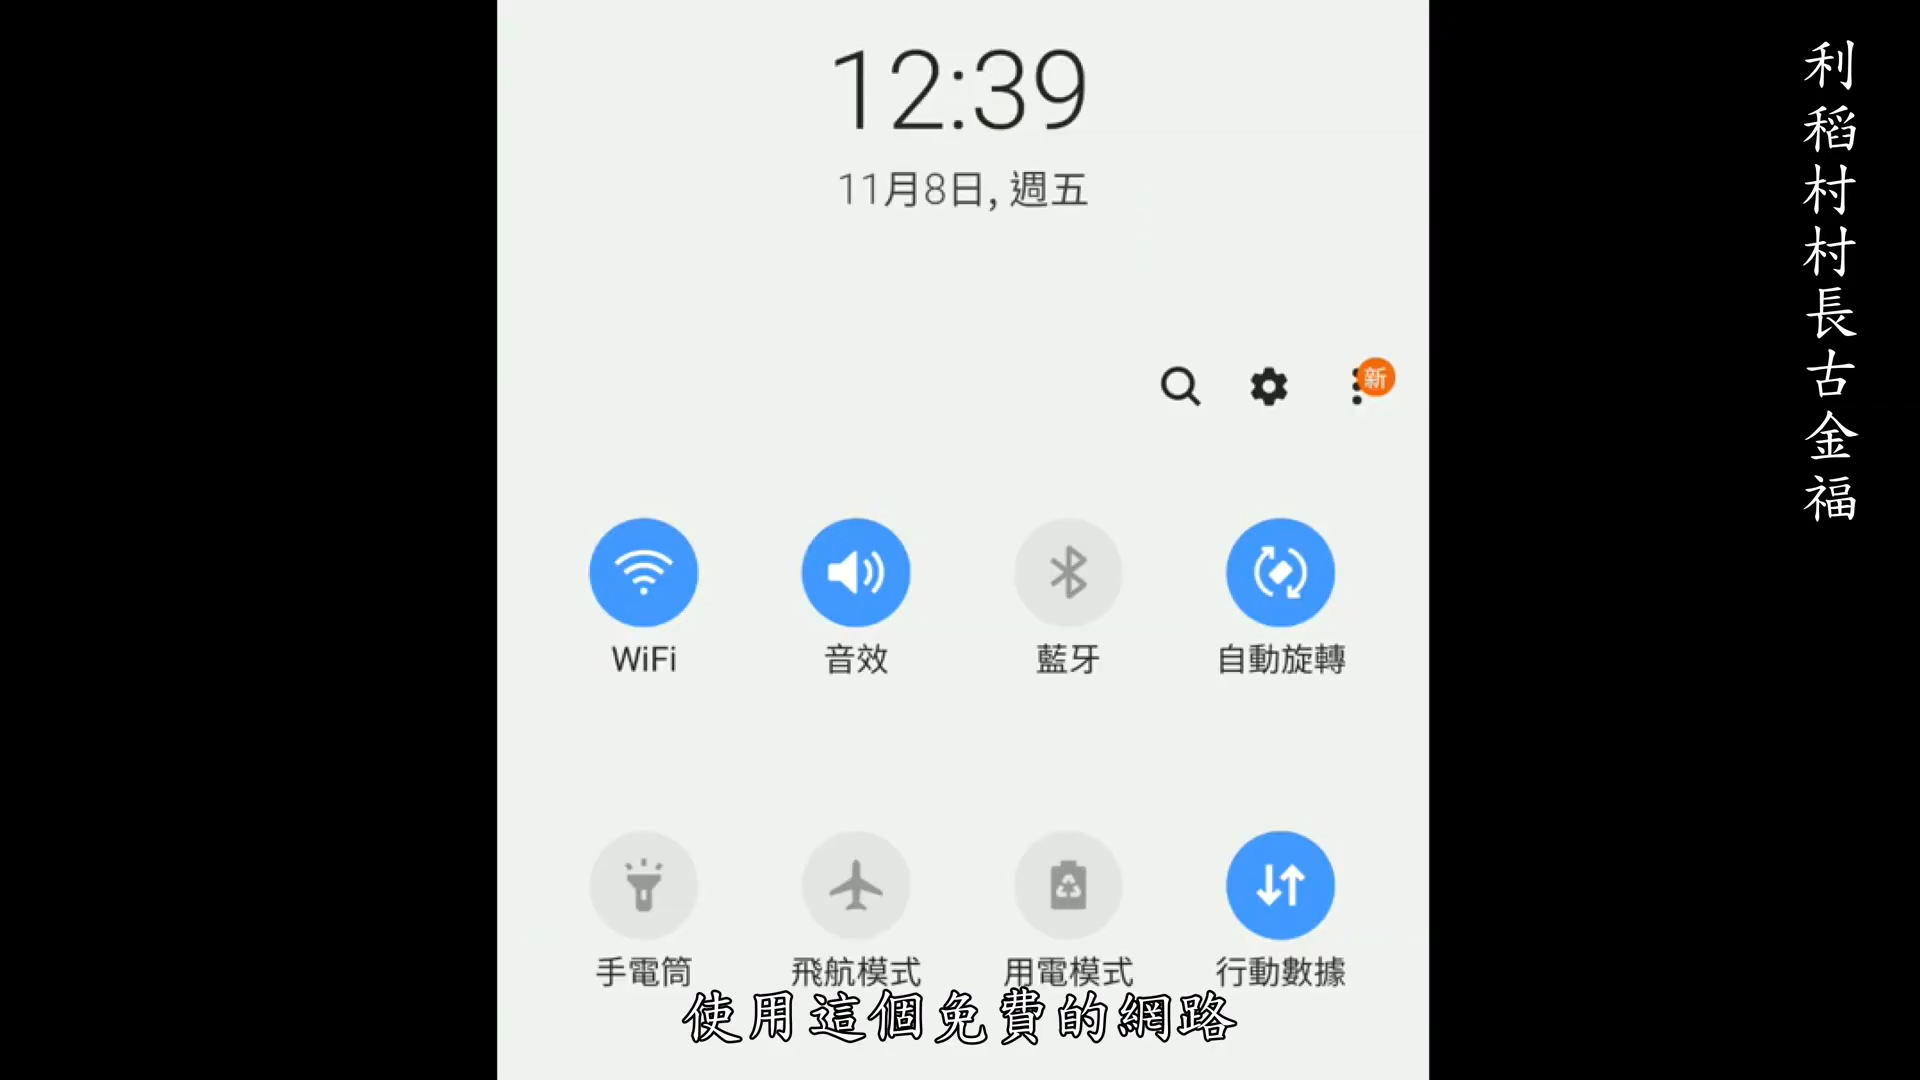 12:39
11月8日, 週五
新
WiFi
音效
藍牙
自動旋轉
手電筒
飛航模式
用電模式
行動數據
使用這個免費的網路
利稻村村長古金福